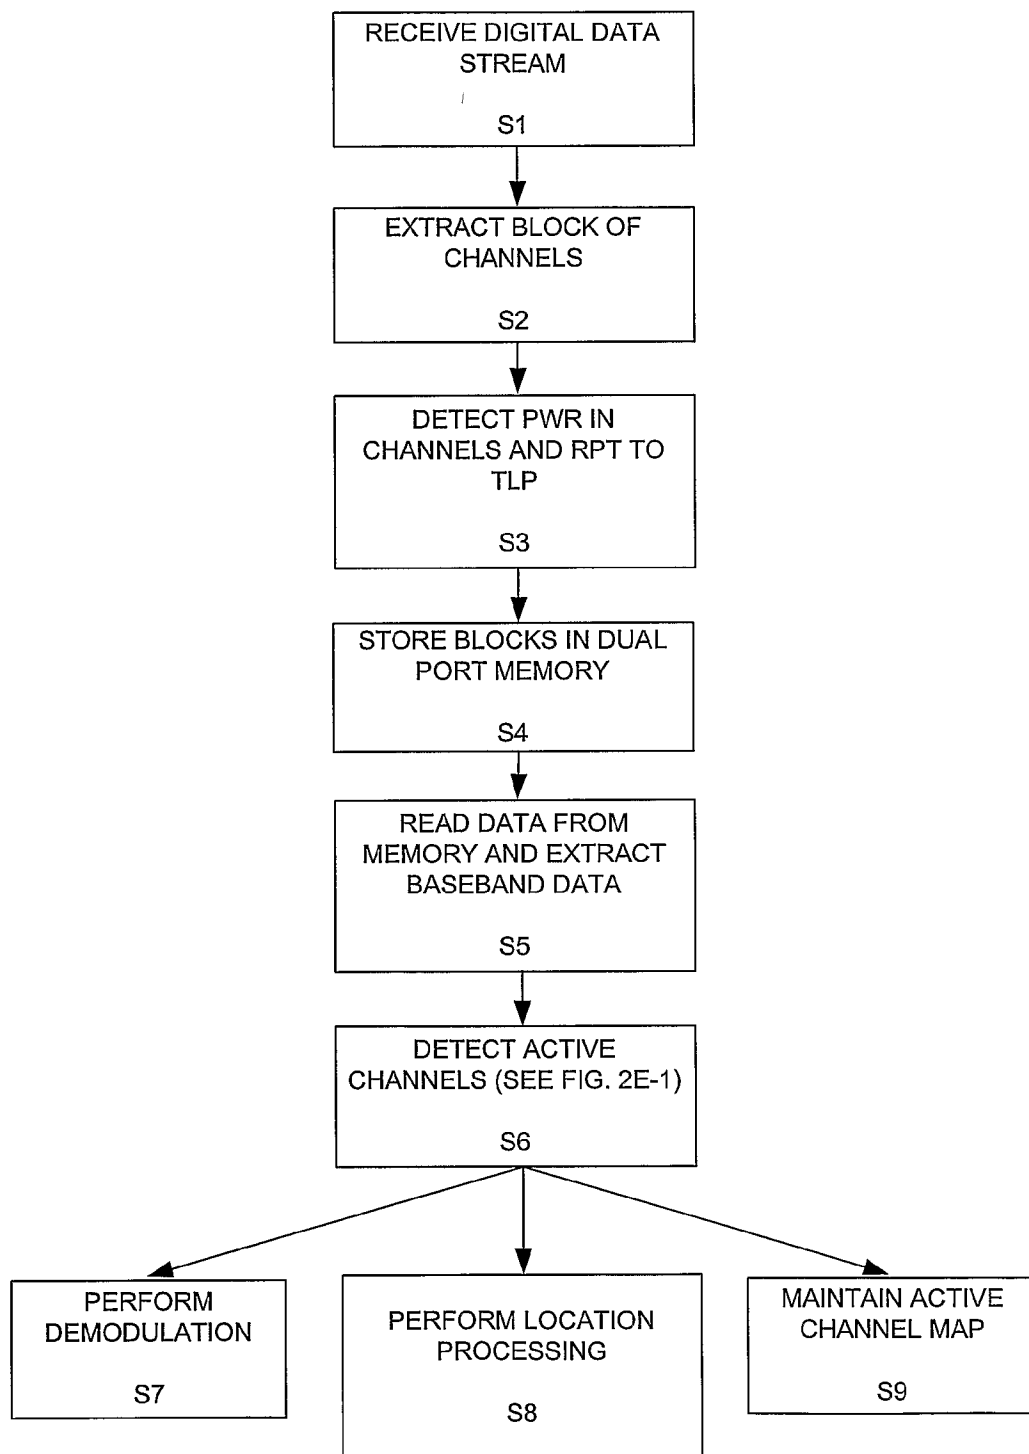 RECEIVE DIGITAL DATA
STREAM
S1
EXTRACT BLOCK OF
CHANNELS
S2
DETECT PWR IN
CHANNELS AND RPT TO
TLP
S3
STORE BLOCKS IN DUAL
PORT MEMORY
S4
READ DATA FROM
MEMORY AND EXTRACT
BASEBAND DATA
S5
DETECT ACTIVE
CHANNELS (SEE FIG. 2E-1)
S6
PERFORM
DEMODULATION
S7
PERFORM LOCATION
PROCESSING
S8
MAINTAIN ACTIVE
CHANNEL MAP
S9